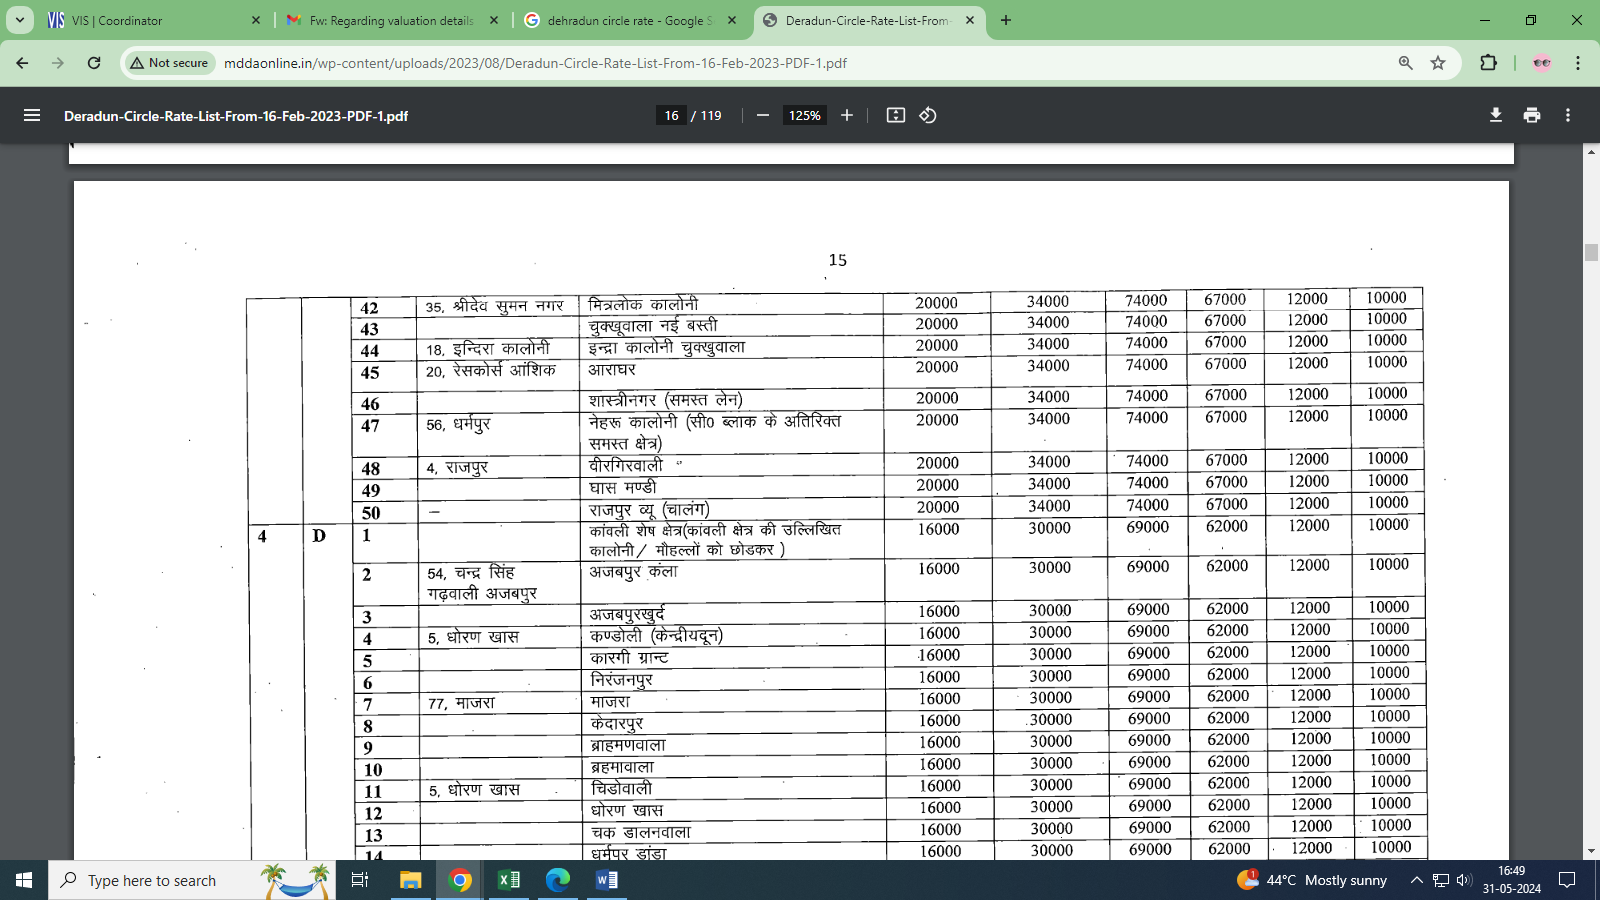 VIS | Coordinator
Fw: Regarding valuation details
dehradun circle rate - Google S
Deradun-Circle-Rate-List-From-
Not secure
mddaonline.in/wp-content/uploads/2023/08/Deradun-Circle-Rate-List-From-16-Feb-2023-PDF-1.pdf
Deradun-Circle-Rate-List-From-16-Feb-2023-PDF-1.pdf
16 / 119
125%
15
42 35, श्रीदेव सुमन नगर मित्रलोक कालोनी 20000 34000 74000 67000 12000 10000
43 चुक्खूवाला नई बस्ती 20000 34000 74000 67000 12000 10000
44 18, इन्दिरा कालोनी इन्द्रा कालोनी चुक्खुवाला 20000 34000 74000 67000 12000 10000
45 20, रेसकोर्स आंशिक आराघर 20000 34000 74000 67000 12000 10000
46 शास्त्रीनगर (समस्त लेन) 20000 34000 74000 67000 12000 10000
47 56, धर्मपुर नेहरू कालोनी (सी0 ब्लाक के अतिरिक्त 20000 34000 74000 67000 12000 10000
समस्त क्षेत्र)
48 4, राजपुर वीरगिरवाली 20000 34000 74000 67000 12000 10000
49 घास मण्डी 20000 34000 74000 67000 12000 10000
50 – राजपुर व्यू (चालंग) 20000 34000 74000 67000 12000 10000
4 D 1 कांवली शेष क्षेत्र(कांवली क्षेत्र की उल्लिखित 16000 30000 69000 62000 12000 10000
कालोनी/ मौहल्लों को छोडकर )
2 54, चन्द्र सिंह अजबपुर कंला 16000 30000 69000 62000 12000 10000
गढ़वाली अजबपुर
3 अजबपुरखुर्द 16000 30000 69000 62000 12000 10000
4 5, धोरण खास कण्डोली (केन्द्रीयदून) 16000 30000 69000 62000 12000 10000
5 कारगी ग्रान्ट 16000 30000 69000 62000 12000 10000
6 निरंजनपुर 16000 30000 69000 62000 12000 10000
7 77, माजरा माजरा 16000 30000 69000 62000 12000 10000
8 केदारपुर 16000 30000 69000 62000 12000 10000
9 ब्राहमणवाला 16000 30000 69000 62000 12000 10000
10 ब्रहमावाला 16000 30000 69000 62000 12000 10000
11 5, धोरण खास चिडोवाली 16000 30000 69000 62000 12000 10000
12 धोरण खास 16000 30000 69000 62000 12000 10000
13 चक डालनवाला 16000 30000 69000 62000 12000 10000
14 धर्मपुर डांडा 16000 30000 69000 62000 12000 10000
Type here to search
1
44°C Mostly sunny
16:49
31-05-2024